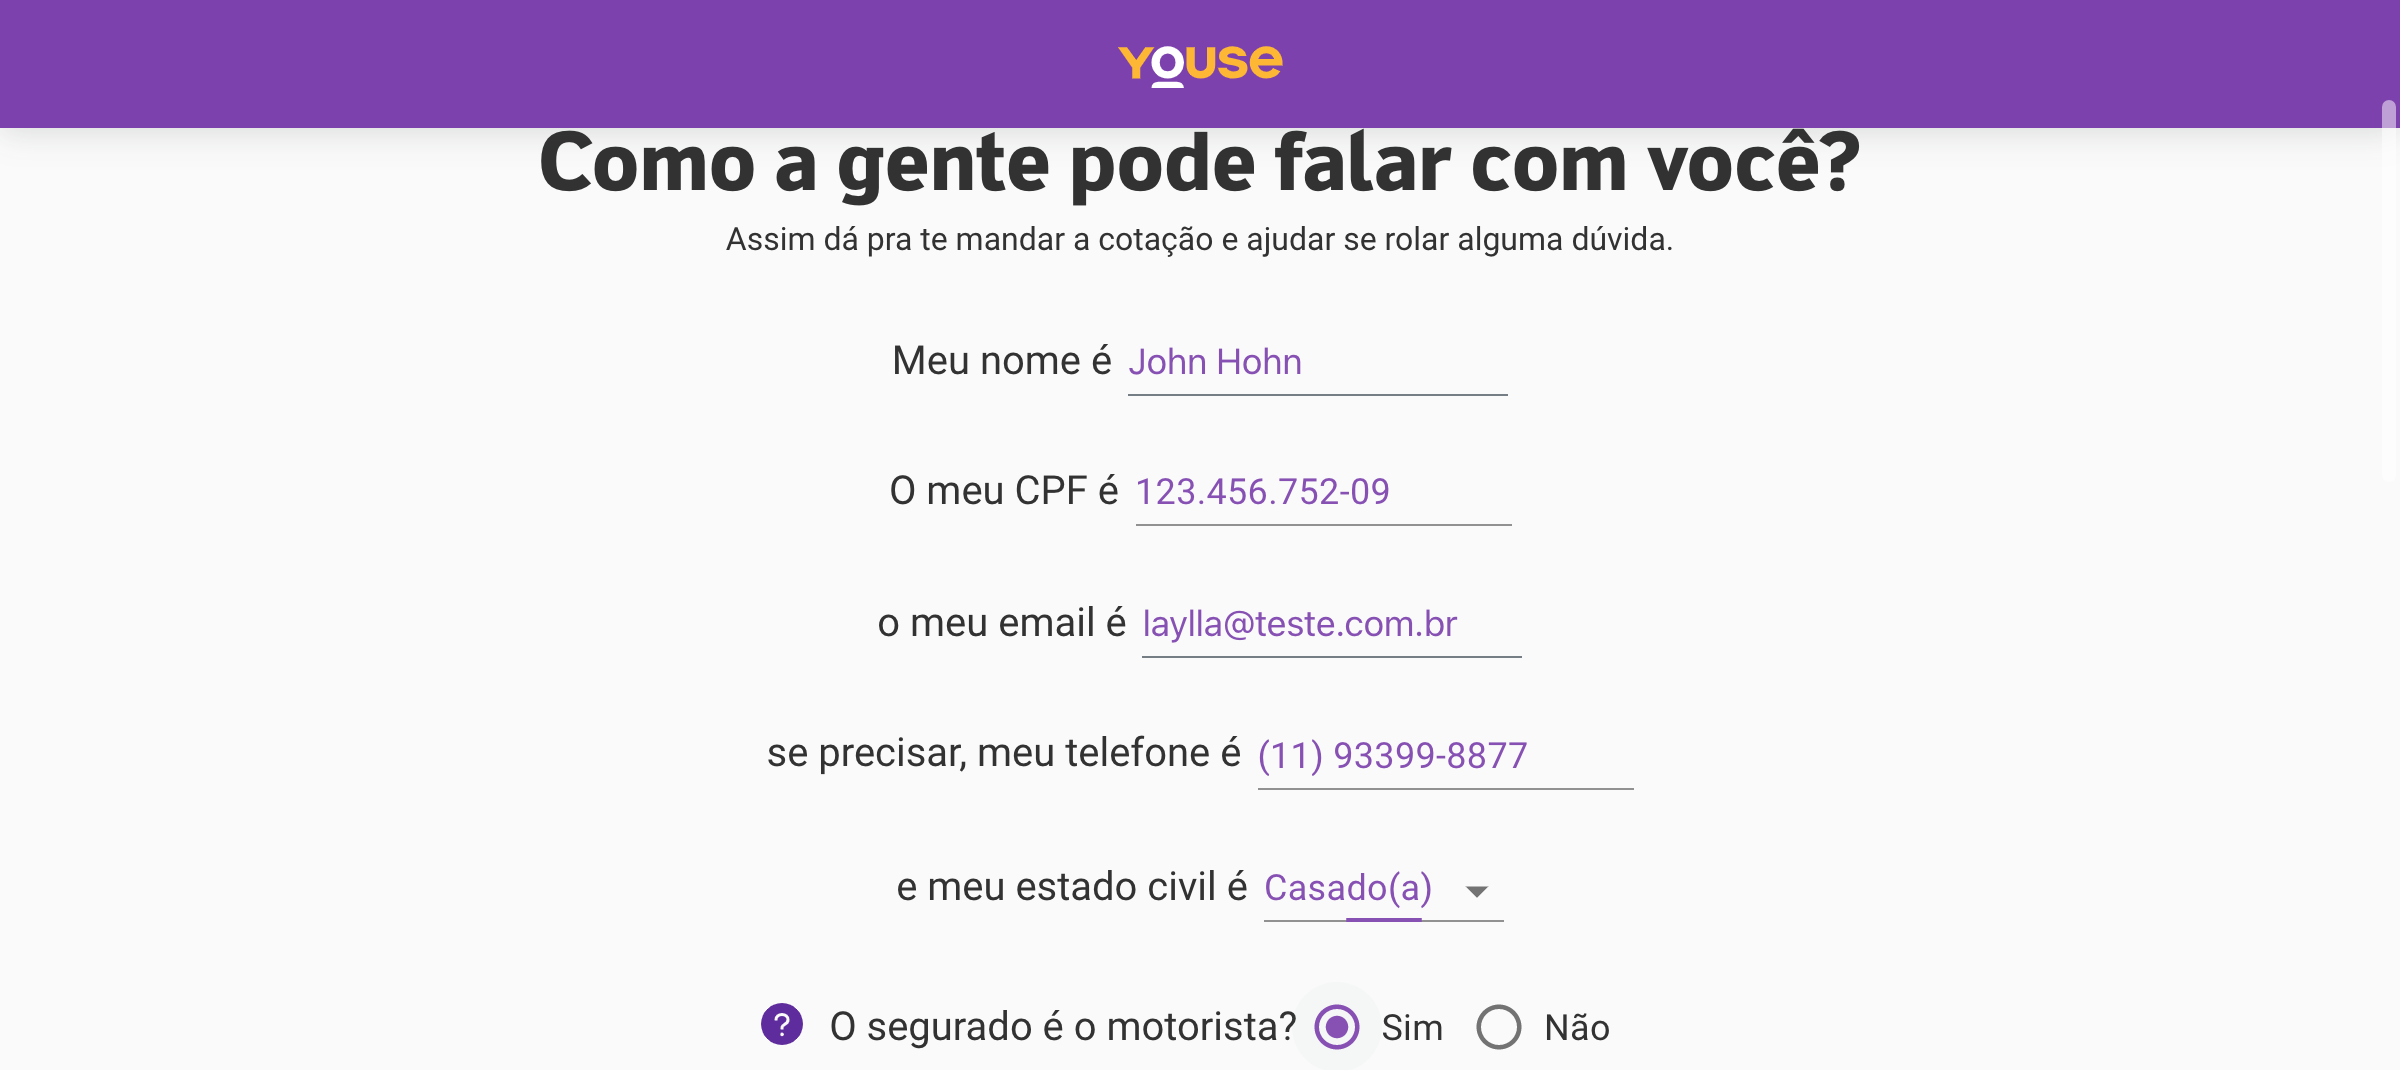 youse
Como a gente pode falar com você?
Assim dá pra te mandar a cotação e ajudar se rolar alguma dúvida.
Meu nome é John Hohn
O meu CPF é 123.456.752-09
o meu email é laylla@teste.com.br
se precisar, meu telefone é (11) 93399-8877
e meu estado civil é Casado(a)
? O segurado é o motorista? Sim Não